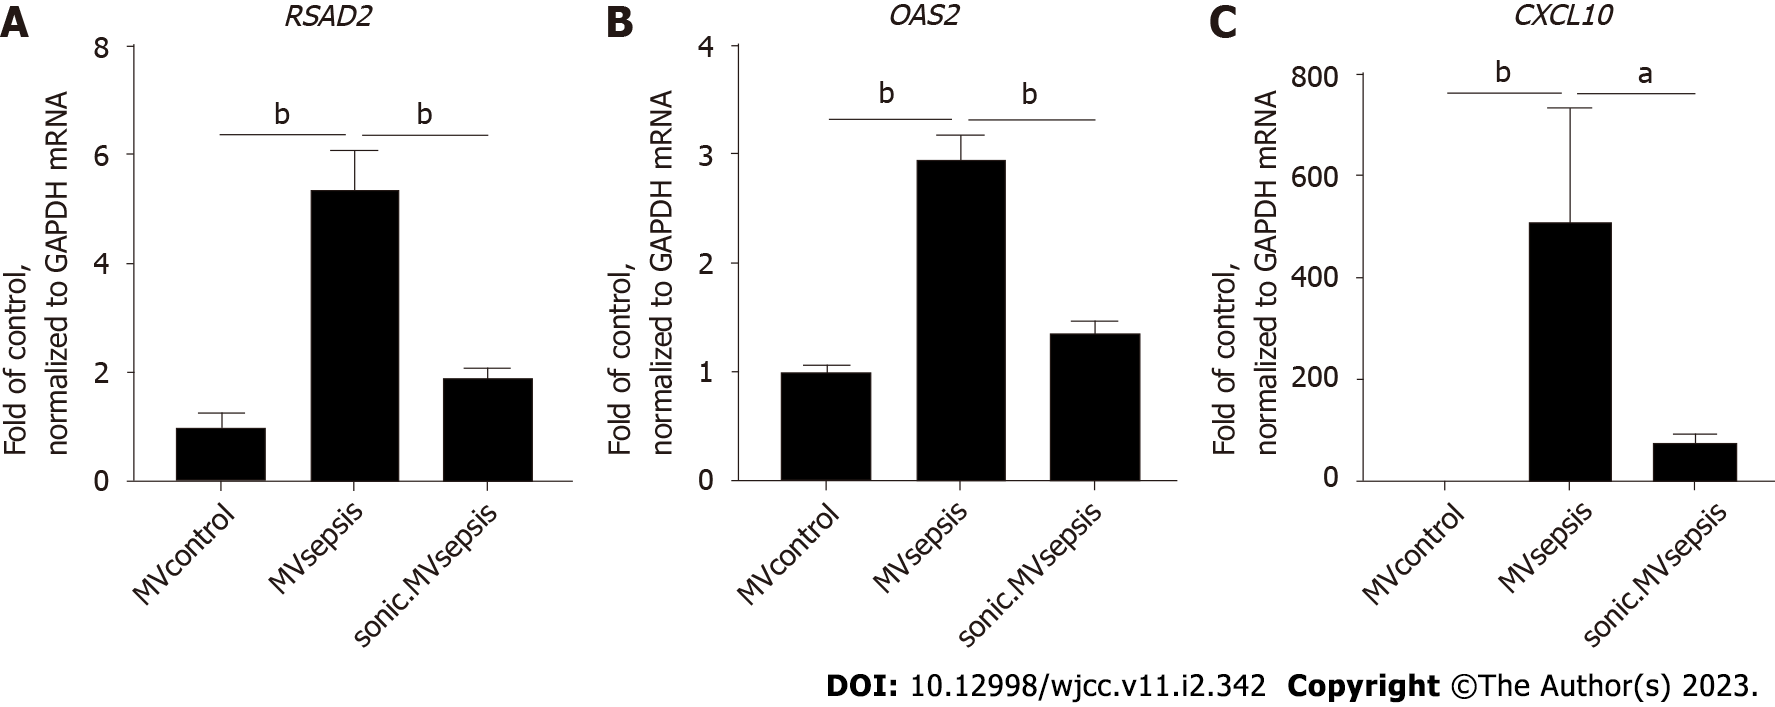 A
RSAD2
Fold of control,
normalized to GAPDH mRNA
8
6
4
2
0
b
b
MVcontrol
MVsepsis
sonic.MVsepsis
B
OAS2
Fold of control,
normalized to GAPDH mRNA
4
3
2
1
0
b
b
MVcontrol
MVsepsis
sonic.MVsepsis
C
CXCL10
Fold of control,
normalized to GAPDH mRNA
800
600
400
200
0
b
a
MVcontrol
MVsepsis
sonic.MVsepsis
DOI: 10.12998/wjcc.v11.i2.342 Copyright ©The Author(s) 2023.